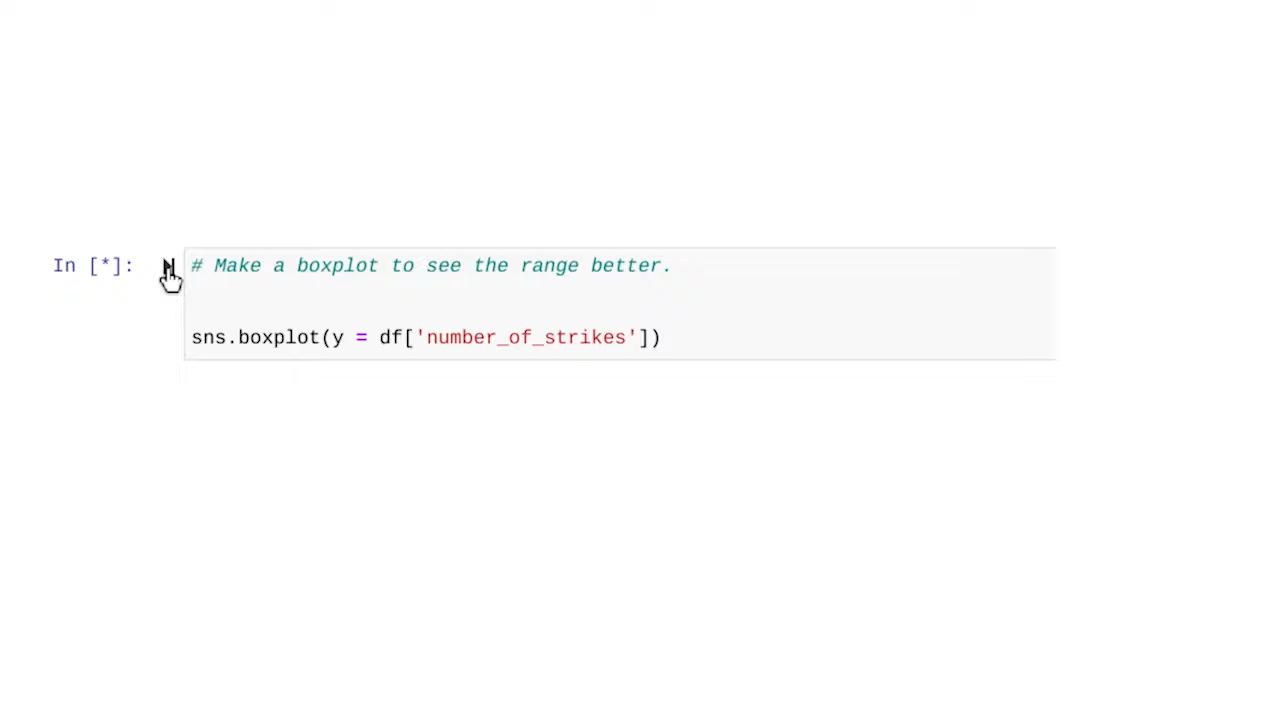 In [*]: # Make a boxplot to see the range better.
sns.boxplot(y = df['number_of_strikes'])